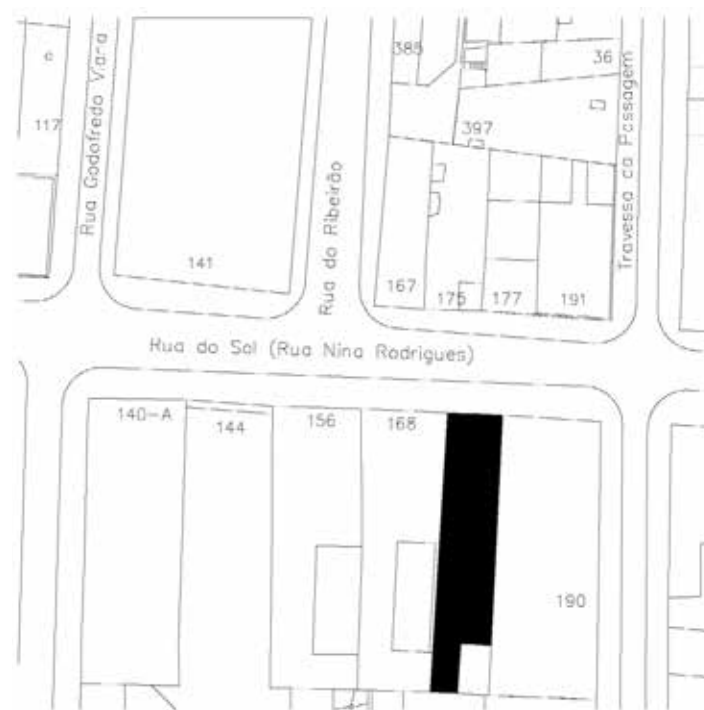 385
36
c
117
397
Rua Godofredo Viana
Rua do Ribeirão
Travessa da Passagem
141
167
175
177
191
Rua do Sol (Rua Nina Rodrigues)
140-A
144
156
168
190